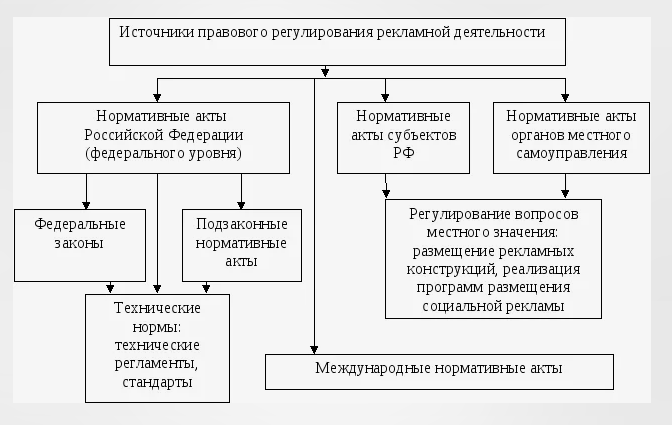 Источники правового регулирования рекламной деятельности
Нормативные акты
Российской Федерации
(федерального уровня)
Нормативные
акты субъектов
РФ
Нормативные акты
органов местного
самоуправления
Федеральные
законы
Подзаконные
нормативные
акты
Регулирование вопросов
местного значения:
размещение рекламных
конструкций, реализация
программ размещения
социальной рекламы
Технические
нормы:
технические
регламенты,
стандарты
Международные нормативные акты